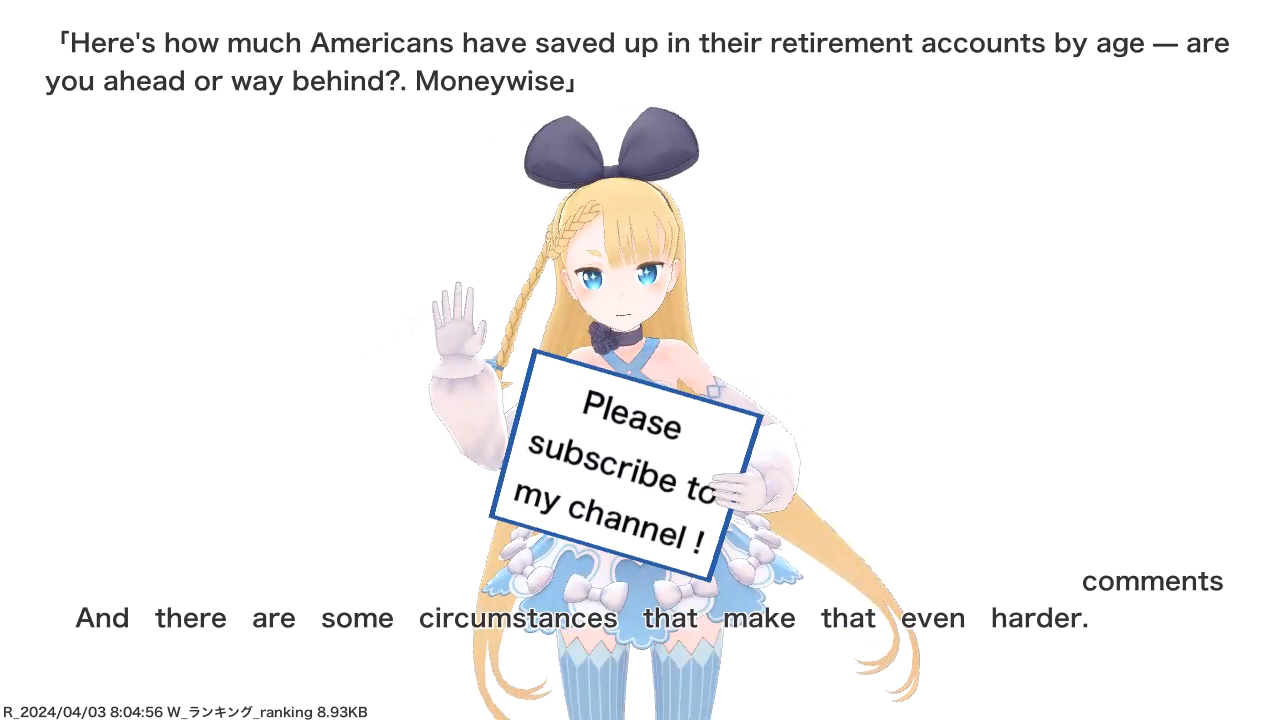 「Here's how much Americans have saved up in their retirement accounts by age — are
you ahead or way behind?. Moneywise」
Please
subscribe to
my channel !
comments
And there are some circumstances that make that even harder.
R_2024/04/03 8:04:56 W_ランキング_ranking 8.93KB